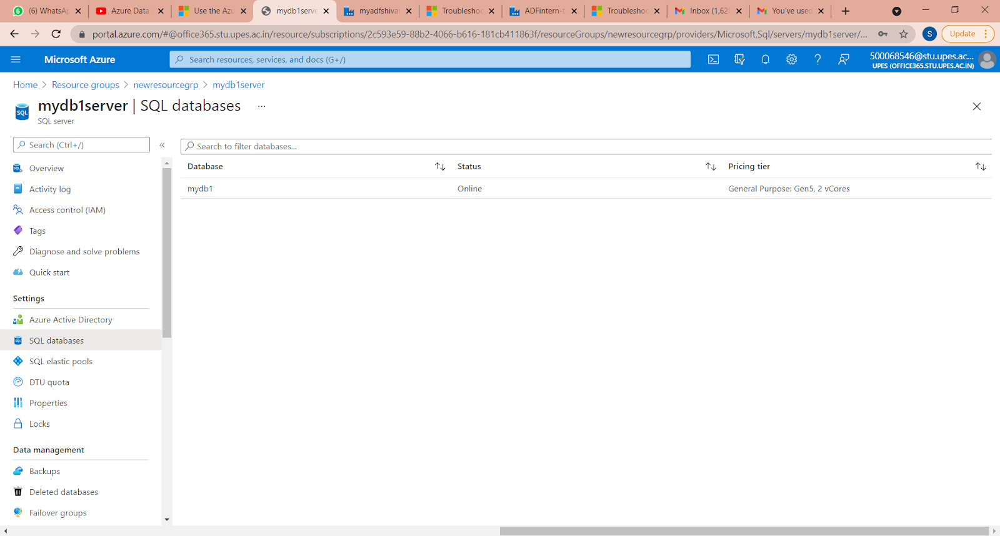 (6) WhatsA
Azure Data
Use the Azu
mydb1serve
myadfshivar
Troubleshoo
ADFintern-t
Troubleshoo
Inbox (1,628
You've used
portal.azure.com/#@office365.stu.upes.ac.in/resource/subscriptions/2c593e59-88b2-4066-b616-181cb411863f/resourceGroups/newresourcegrp/providers/Microsoft.Sql/servers/mydb1server/...
S
Update
Microsoft Azure
Search resources, services, and docs (G+/)
500068546@stu.upes.ac...
UPES (OFFICE365.STU.UPES.AC.IN)
Home > Resource groups > newresourcegrp > mydb1server
SQL
mydb1server | SQL databases ...
SQL server
Search (Ctrl+/)
«
Search to filter databases...
Database Status Pricing tier
mydb1 Online General Purpose: Gen5, 2 vCores
Overview
Activity log
Access control (IAM)
Tags
Diagnose and solve problems
Quick start
Settings
Azure Active Directory
SQL databases
SQL elastic pools
DTU quota
Properties
Locks
Data management
Backups
Deleted databases
Failover groups